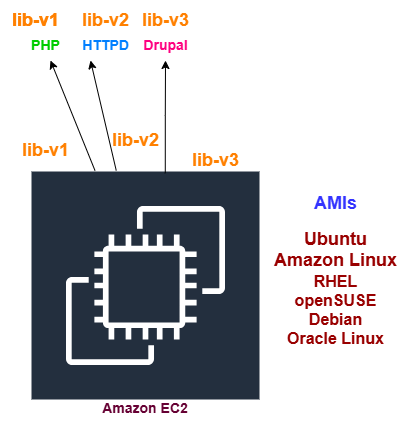 lib-v1 lib-v2 lib-v3
PHP HTTPD Drupal
lib-v1
lib-v2
lib-v3
AMIs
Ubuntu
Amazon Linux
RHEL
openSUSE
Debian
Oracle Linux
Amazon EC2